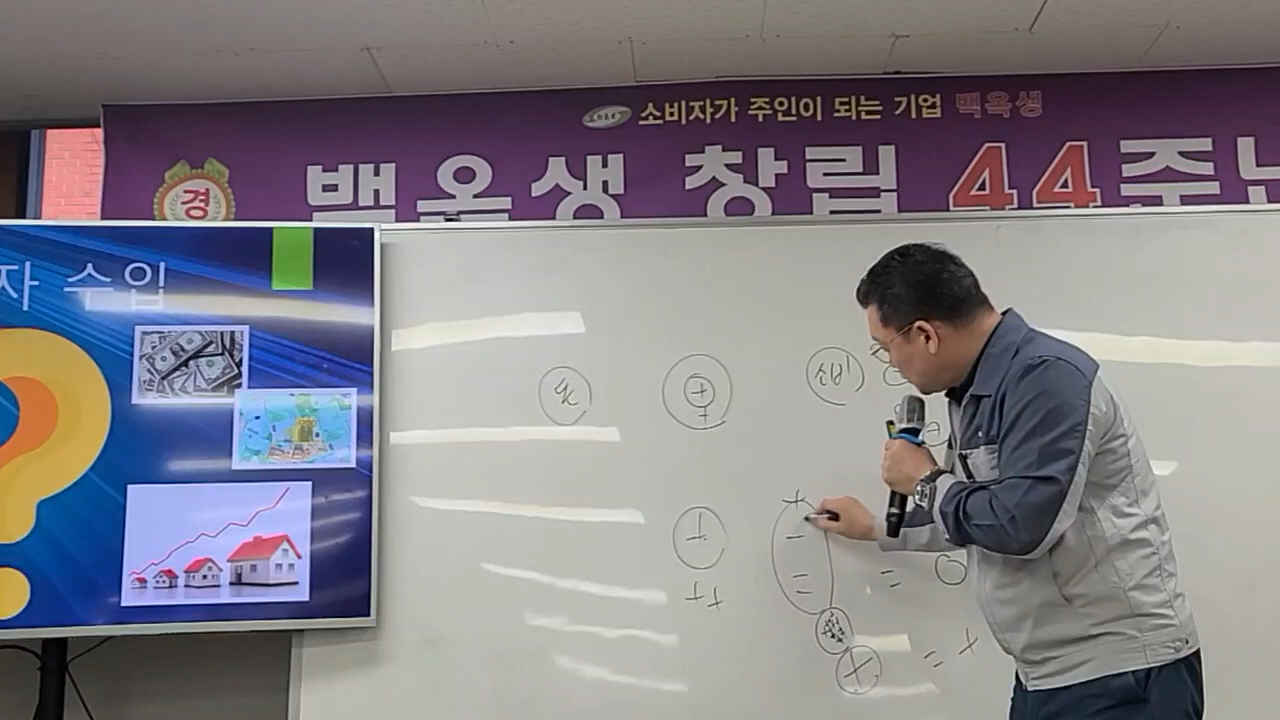 소비자가 주인이 되는 기업 백옥생
경
백옥생 창립 44주년
자 수입
돈
+
+
소비
+
+
-
=
=
++
+
= +